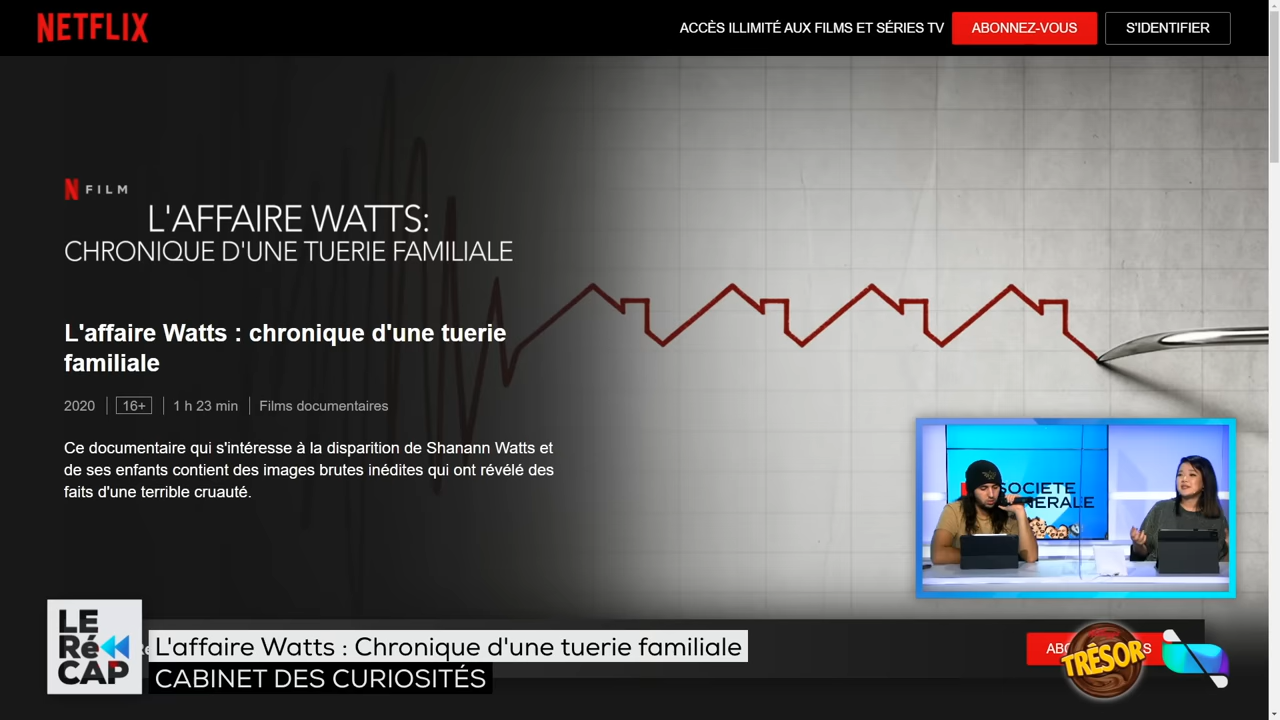 NETFLIX
ACCÈS ILLIMITÉ AUX FILMS ET SÉRIES TV
ABONNEZ-VOUS
S'IDENTIFIER
N FILM
L'AFFAIRE WATTS:
CHRONIQUE D'UNE TUERIE FAMILIALE
L'affaire Watts : chronique d'une tuerie
familiale
2020 16+ 1 h 23 min Films documentaires
Ce documentaire qui s'intéresse à la disparition de Shanann Watts et
de ses enfants contient des images brutes inédites qui ont révélé des
faits d'une terrible cruauté.
SOCIETE
LE
Ré
CAP
L'affaire Watts : Chronique d'une tuerie familiale
CABINET DES CURIOSITÉS
TRÉSOR